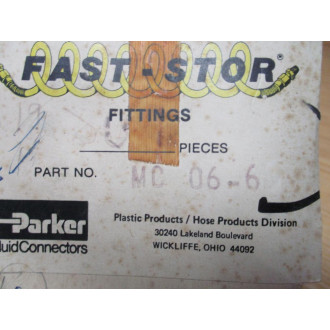 FAST-STOR®
FITTINGS
PIECES
PART NO. MC 06-6
Parker
FluidConnectors
Plastic Products / Hose Products Division
30240 Lakeland Boulevard
WICKLIFFE, OHIO 44092